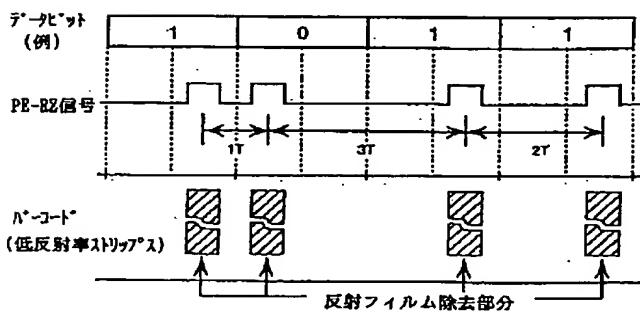 データビット
(例)
1 0 1 1
PE-RZ信号
1T 3T 2T
バーコード
(低反射率ストリップス)
反射フィルム除去部分